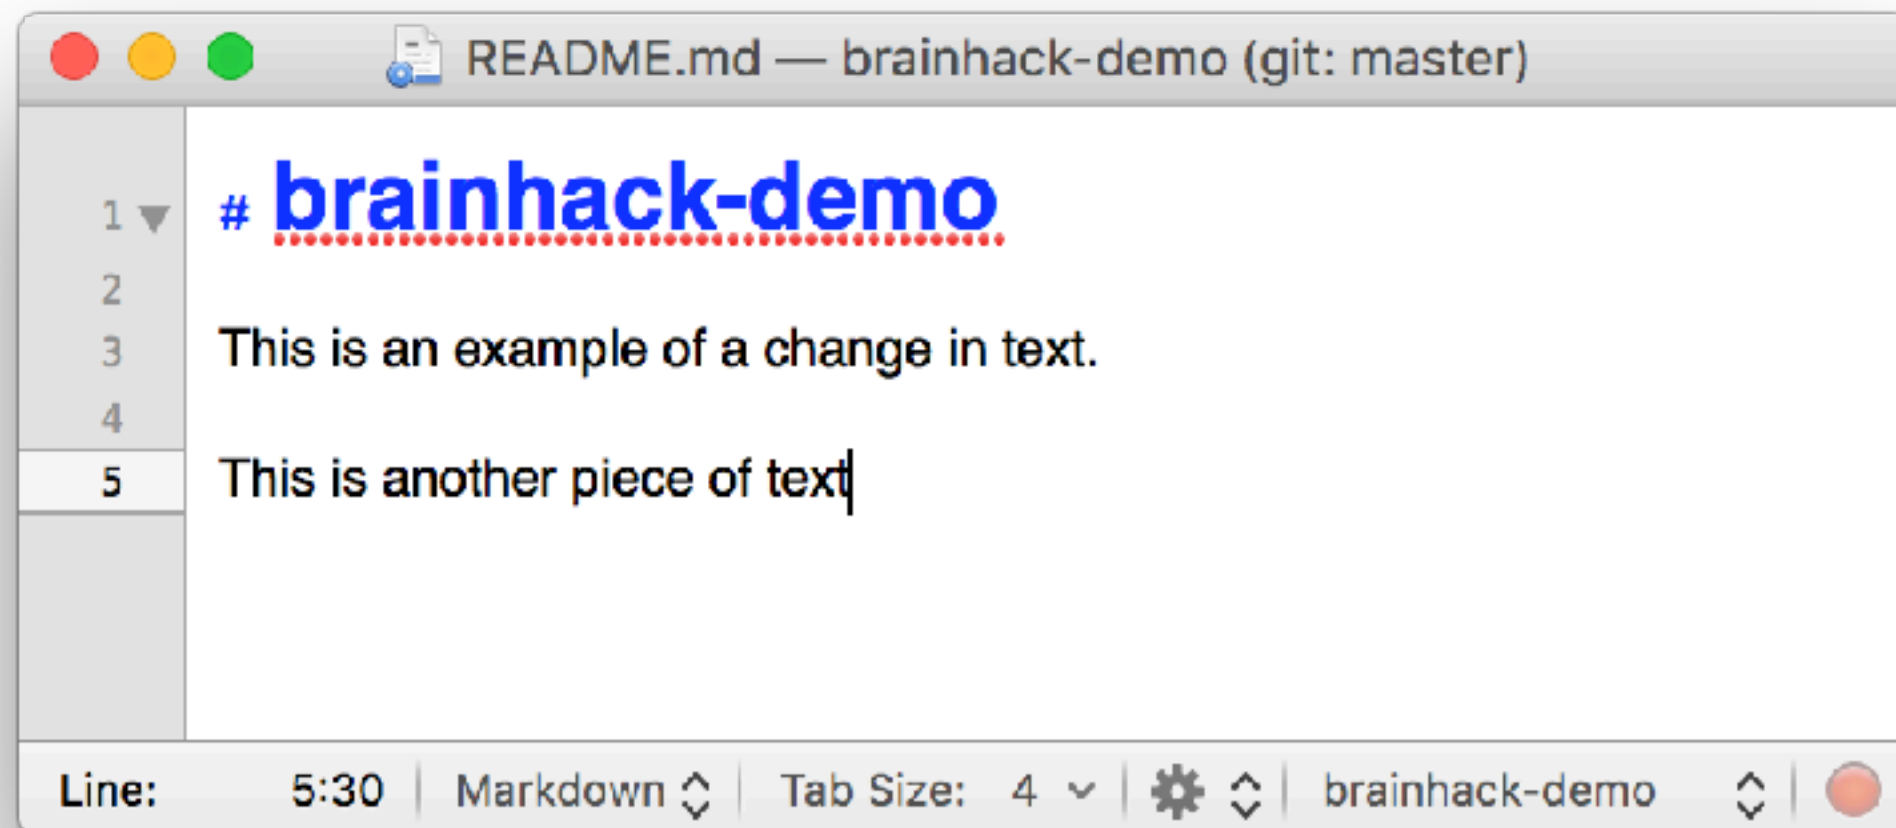 README.md — brainhack-demo (git: master)
1 # brainhack-demo
2
3 This is an example of a change in text.
4
5 This is another piece of text
Line: 5:30 Markdown Tab Size: 4 brainhack-demo